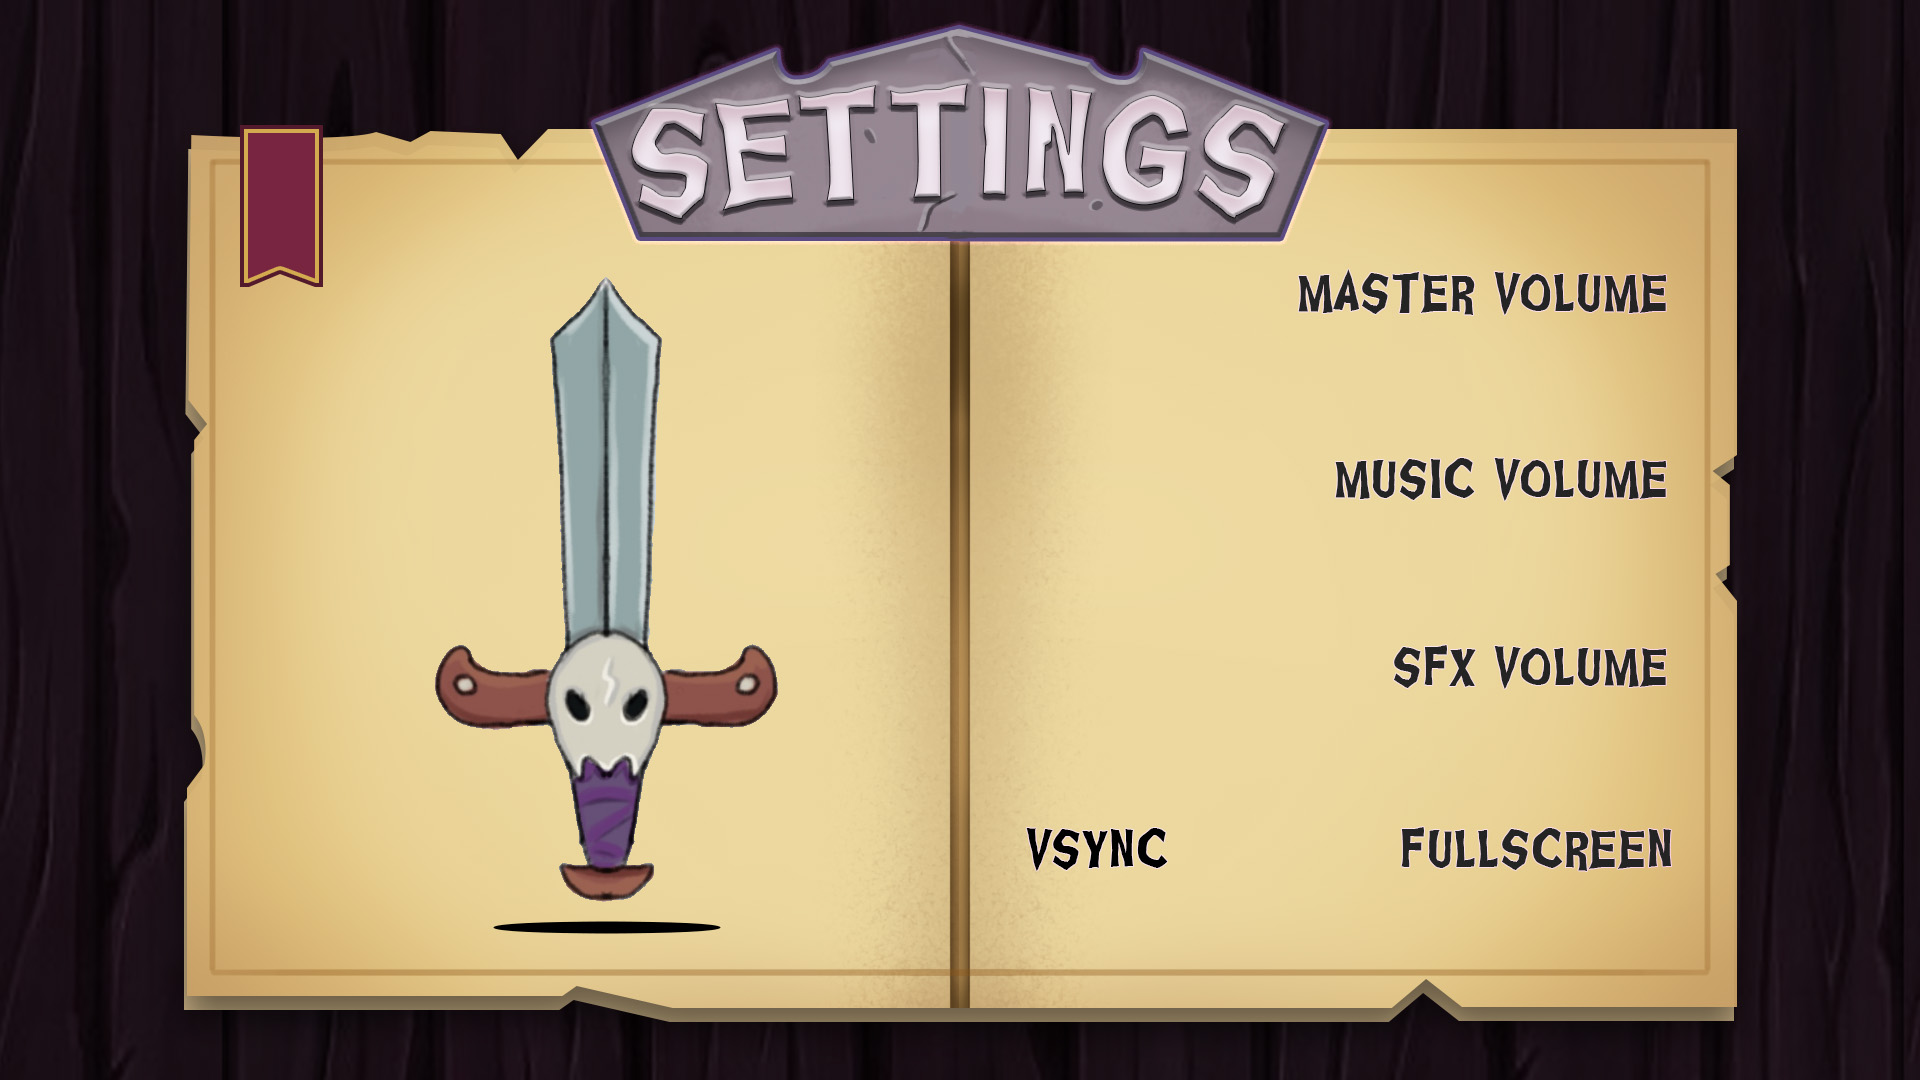 SETTINGS
MASTER VOLUME
MUSIC VOLUME
SFX VOLUME
VSYNC FULLSCREEN